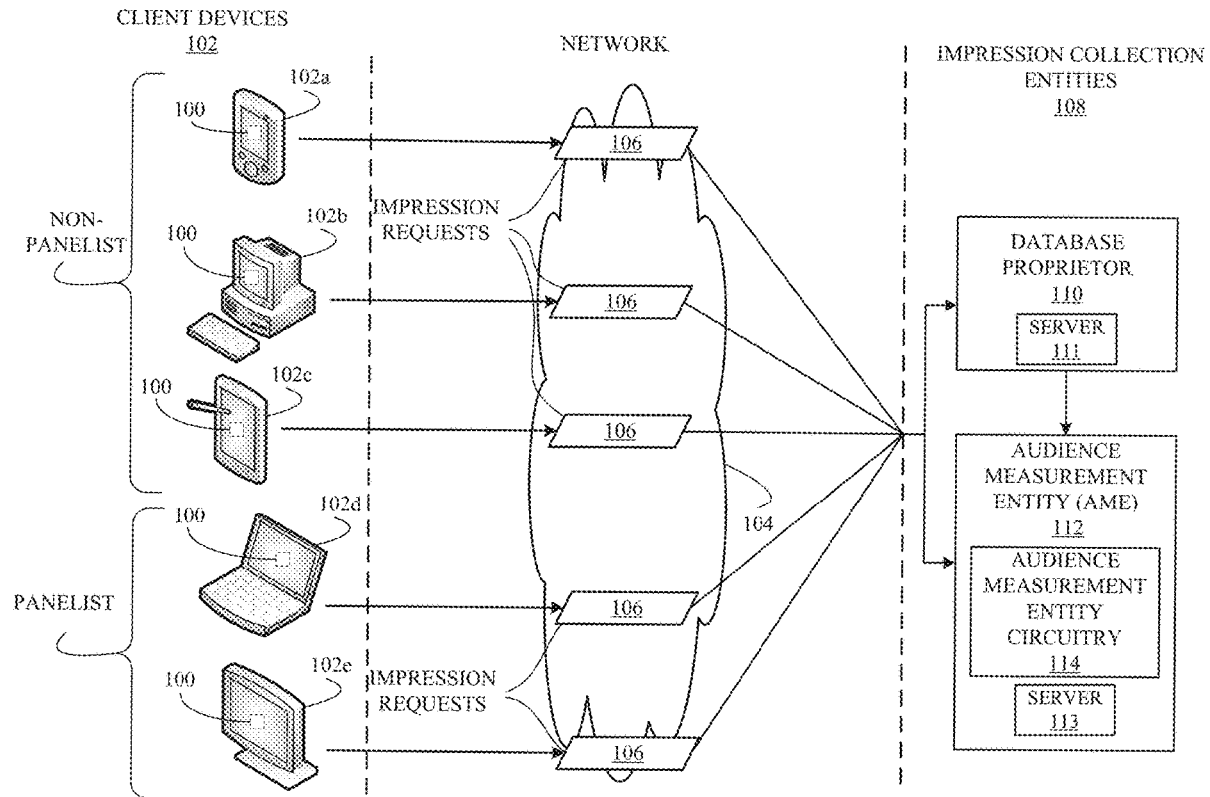 CLIENT DEVICES
102
NETWORK
IMPRESSION COLLECTION
ENTITIES
108
NON-
PANELIST
100
102a
100
102b
100
102c
PANELIST
100
102d
100
102e
IMPRESSION
REQUESTS
IMPRESSION
REQUESTS
106
106
106
106
106
104
DATABASE
PROPRIETOR
110
SERVER
111
AUDIENCE
MEASUREMENT
ENTITY (AME)
112
AUDIENCE
MEASUREMENT
ENTITY
CIRCUITRY
114
SERVER
113